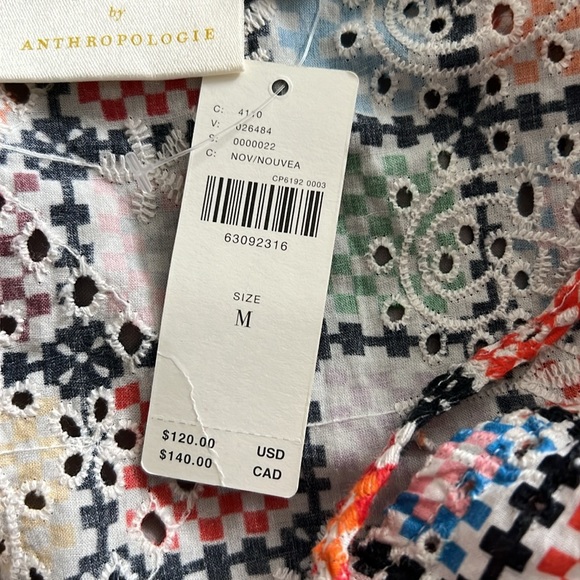 by
ANTHROPOLOGIE
C: 4110
V: 026484
S: 0000022
C: NOV/NOUVEA
CP6192 0003
63092316
SIZE
M
$120.00 USD
$140.00 CAD